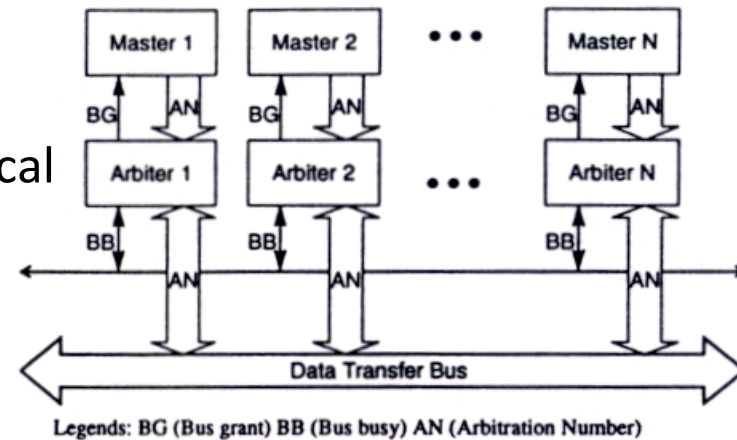 Master 1 Master 2 ••• Master N
BG AN BG AN BG AN
cal
Arbiter 1 Arbiter 2 ••• Arbiter N
BB BB BB
AN AN AN
Data Transfer Bus
Legends: BG (Bus grant) BB (Bus busy) AN (Arbitration Number)